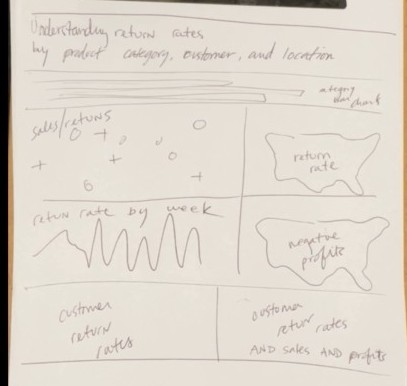 Understanding return rates
by product category, customer, and location
category
chart
sales/returns
return
rate
return rate by week
negative
profits
customer
return
rates
customer
return rates
AND sales AND profits